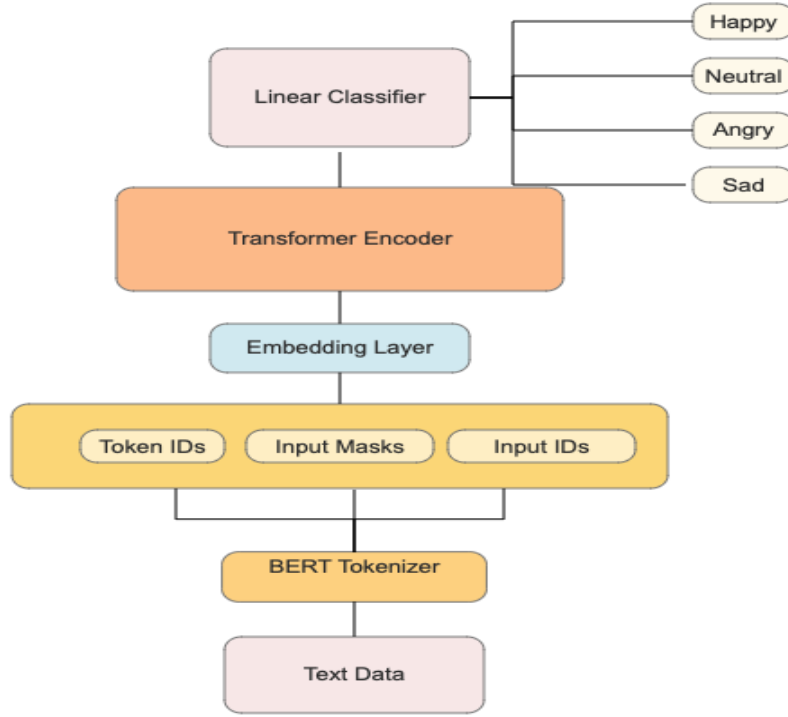 Happy
Linear Classifier
Neutral
Angry
Sad
Transformer Encoder
Embedding Layer
Token IDs
Input Masks
Input IDs
BERT Tokenizer
Text Data